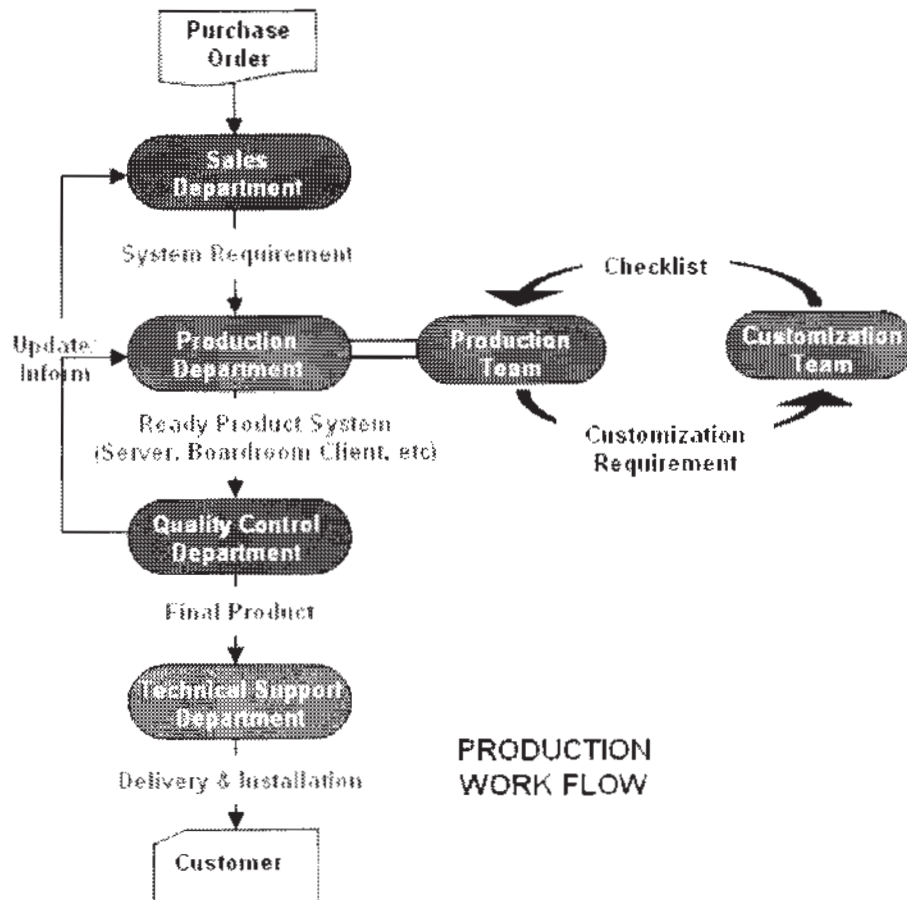 Purchase
Order
Sales
Department
System Requirement
Checklist
Production
Department
Production
Team
Customization
Team
Update/
Inform
Ready Product System
(Server, Boardroom Client, etc)
Customization
Requirement
Quality Control
Department
Final Product
Technical Support
Department
PRODUCTION
WORK FLOW
Delivery & Installation
Customer